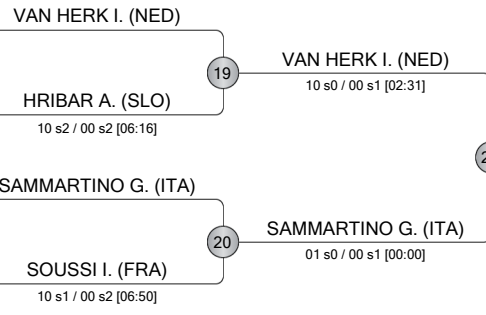 VAN HERK I. (NED)
19
VAN HERK I. (NED)
10 s0 / 00 s1 [02:31]
HRIBAR A. (SLO)
10 s2 / 00 s2 [06:16]
SAMMARTINO G. (ITA)
20
SAMMARTINO G. (ITA)
01 s0 / 00 s1 [00:00]
SOUSSI I. (FRA)
10 s1 / 00 s2 [06:50]